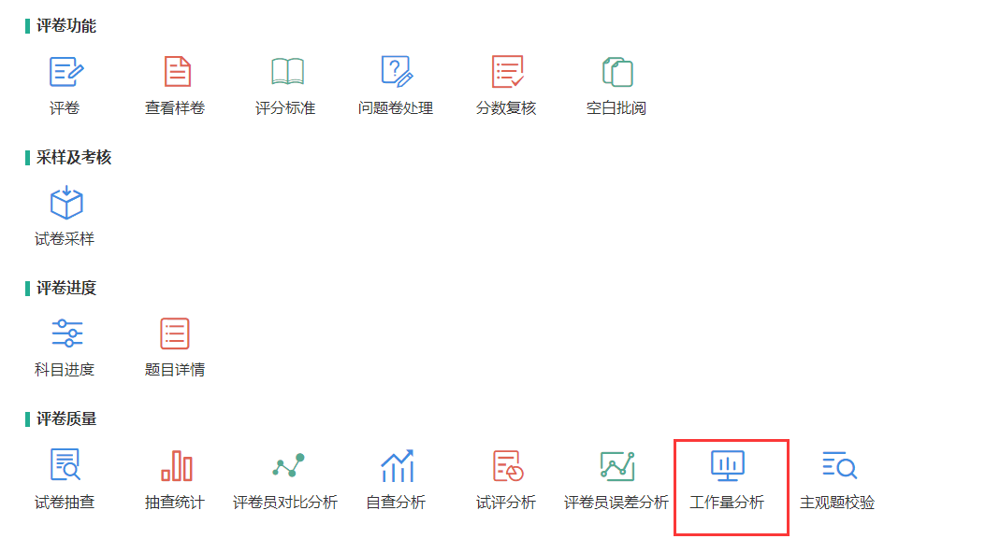 评卷功能
评卷 查看样卷 评分标准 问题卷处理 分数复核 空白批阅
采样及考核
试卷采样
评卷进度
科目进度 题目详情
评卷质量
试卷抽查 抽查统计 评卷员对比分析 自查分析 试评分析 评卷员误差分析 工作量分析 主观题校验